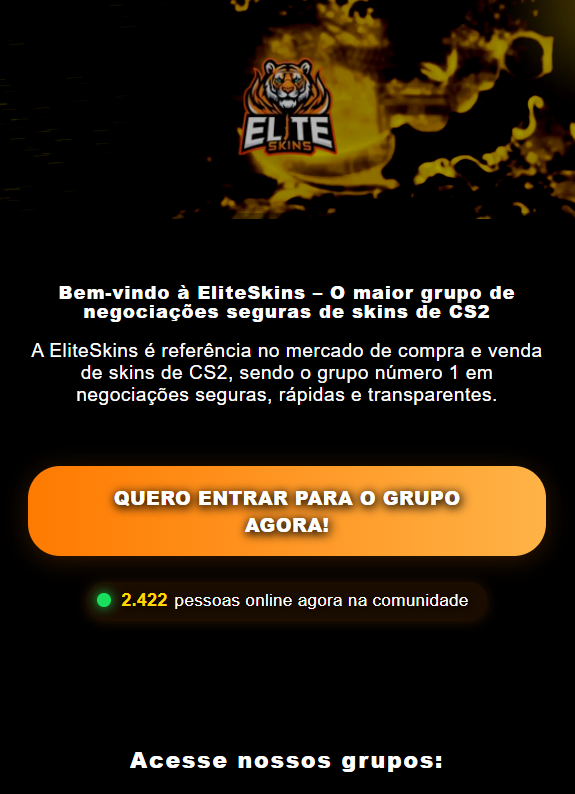 ELITE
SKINS
Bem-vindo à EliteSkins – O maior grupo de
negociações seguras de skins de CS2
A EliteSkins é referência no mercado de compra e venda
de skins de CS2, sendo o grupo número 1 em
negociações seguras, rápidas e transparentes.
QUERO ENTRAR PARA O GRUPO
AGORA!
2.422 pessoas online agora na comunidade
Acesse nossos grupos: